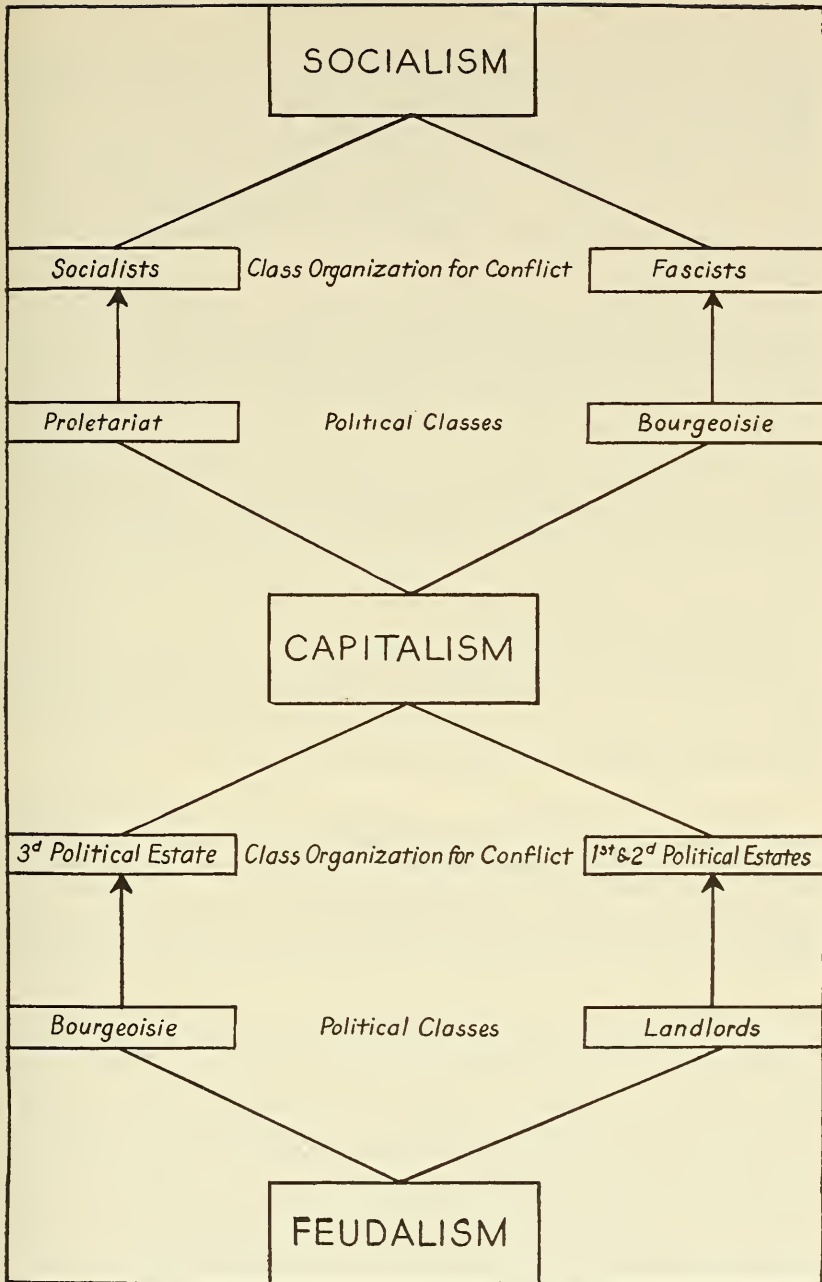 SOCIALISM
Socialists Class Organization for Conflict Fascists
Proletariat Political Classes Bourgeoisie
CAPITALISM
3d Political Estate Class Organization for Conflict 1st & 2d Political Estates
Bourgeoisie Political Classes Landlords
FEUDALISM